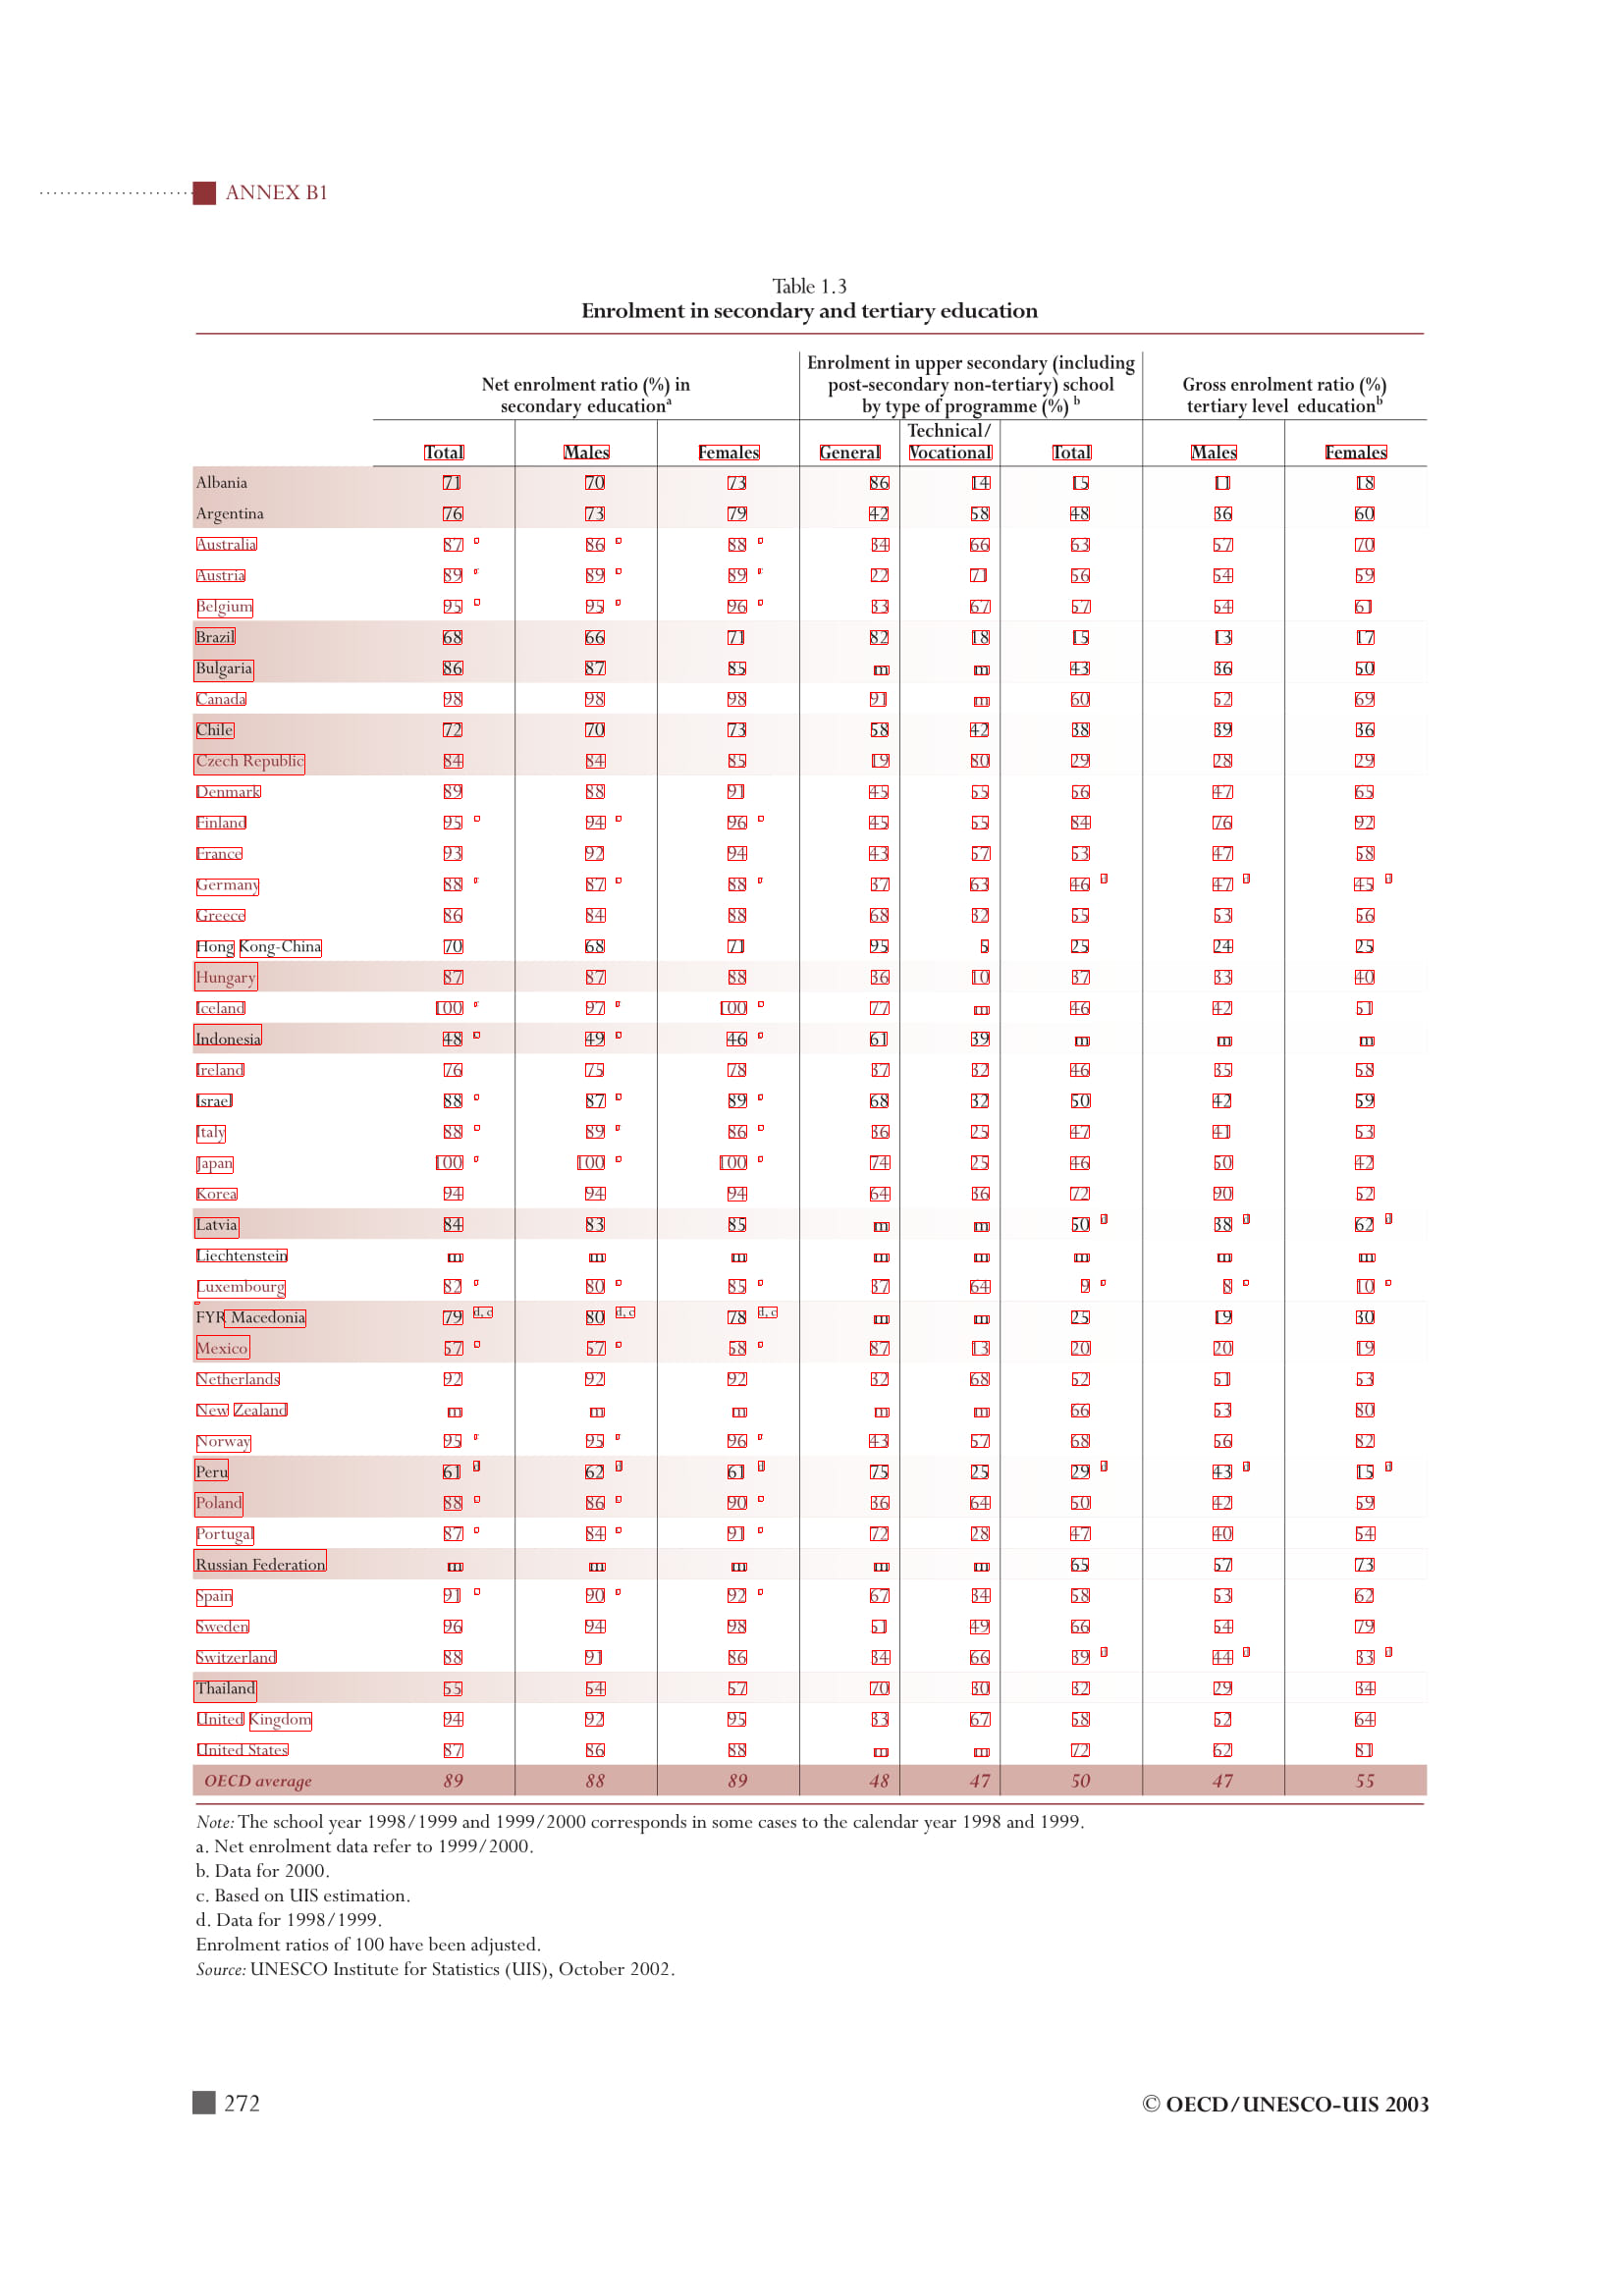 ANNEX B1
Table 1.3
Enrolment in secondary and tertiary education
Net enrolment ratio (%) in secondary education a
Enrolment in upper secondary (including post-secondary non-tertiary) school by type of programme (%) b
Gross enrolment ratio (%) tertiary level education b
Total Males Females General Technical/Vocational Total Males Females
Albania 71 70 73 86 14 15 11 18
Argentina 76 73 79 42 58 48 36 60
Australia 87 86 88 34 66 63 57 70
Austria 89 89 89 22 71 56 54 59
Belgium 95 95 96 33 67 57 54 61
Brazil 68 66 71 82 18 15 13 17
Bulgaria 86 87 85 m m 43 36 50
Canada 98 98 98 91 m 60 52 69
Chile 72 70 73 58 42 38 39 36
Czech Republic 84 84 85 19 80 29 28 29
Denmark 89 88 91 45 55 56 47 65
Finland 95 94 96 45 55 84 76 92
France 93 92 94 43 57 53 47 58
Germany 88 87 88 37 63 46 d 47 d 45 d
Greece 86 84 88 68 32 55 53 56
Hong Kong-China 70 68 71 95 5 25 24 25
Hungary 87 87 88 36 10 37 33 40
Iceland 100 97 100 77 m 46 42 51
Indonesia 48 49 46 61 39 m m m
Ireland 76 75 78 37 32 46 35 58
Israel 88 87 89 68 32 50 42 59
Italy 88 89 86 36 25 47 41 53
Japan 100 100 100 74 25 46 50 42
Korea 94 94 94 64 36 72 90 52
Latvia 84 83 85 m m 50 d 38 d 62 d
Liechtenstein m m m m m m m m
Luxembourg 82 80 85 37 64 9 8 10
FYR Macedonia 79 d, c 80 d, c 78 d, c m m 25 19 30
Mexico 57 57 58 87 13 20 20 19
Netherlands 92 92 92 32 68 52 51 53
New Zealand m m m m m 66 53 80
Norway 95 95 96 43 57 68 56 82
Peru 61 d 62 d 61 d 75 25 29 d 43 d 15 d
Poland 88 86 90 36 64 50 42 59
Portugal 87 84 91 72 28 47 40 54
Russian Federation m m m m m 65 57 73
Spain 91 90 92 67 34 58 53 62
Sweden 96 94 98 51 49 66 54 79
Switzerland 88 91 86 34 66 39 d 44 d 33 d
Thailand 55 54 57 70 30 32 29 34
United Kingdom 94 92 95 33 67 58 52 64
United States 87 86 88 m m 72 62 81
OECD average 89 88 89 48 47 50 47 55
Note: The school year 1998/1999 and 1999/2000 corresponds in some cases to the calendar year 1998 and 1999.
a. Net enrolment data refer to 1999/2000.
b. Data for 2000.
c. Based on UIS estimation.
d. Data for 1998/1999.
Enrolment ratios of 100 have been adjusted.
Source: UNESCO Institute for Statistics (UIS), October 2002.
272
© OECD/UNESCO-UIS 2003